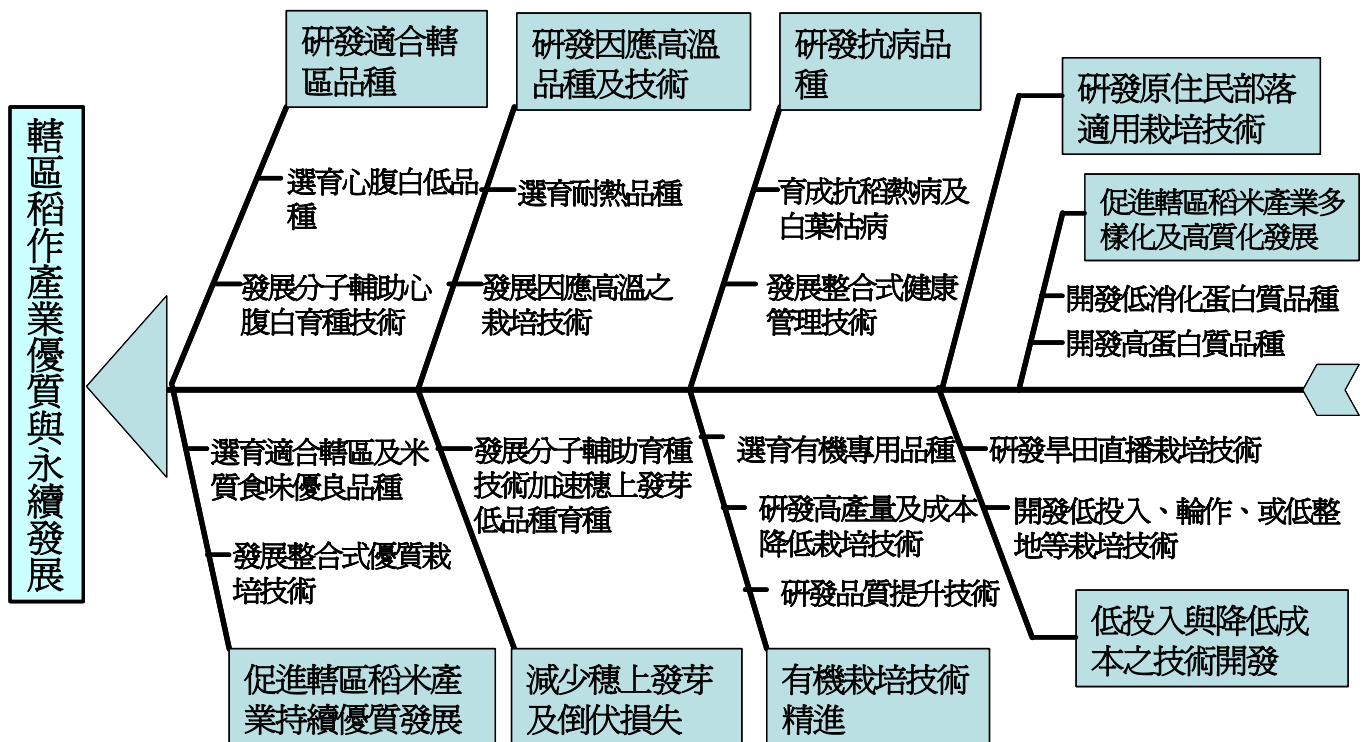 轄區稻作產業優質與永續發展
研發適合轄
區品種
選育心腹白低品
種
發展分子輔助心
腹白育種技術
研發因應高溫
品種及技術
選育耐熱品種
發展因應高溫之
栽培技術
研發抗病品
種
育成抗稻熱病及
白葉枯病
發展整合式健康
管理技術
研發原住民部落
適用栽培技術
促進轄區稻米產業多
樣化及高質化發展
開發低消化蛋白質品種
開發高蛋白質品種
選育適合轄區及米
質食味優良品種
發展整合式優質栽
培技術
促進轄區稻米產
業持續優質發展
發展分子輔助育種
技術加速穗上發芽
低品種育種
減少穗上發芽
及倒伏損失
選育有機專用品種
研發高產量及成本
降低栽培技術
研發品質提升技術
有機栽培技術
精進
研發旱田直播栽培技術
開發低投入、輪作、或低整
地等栽培技術
低投入與降低成
本之技術開發